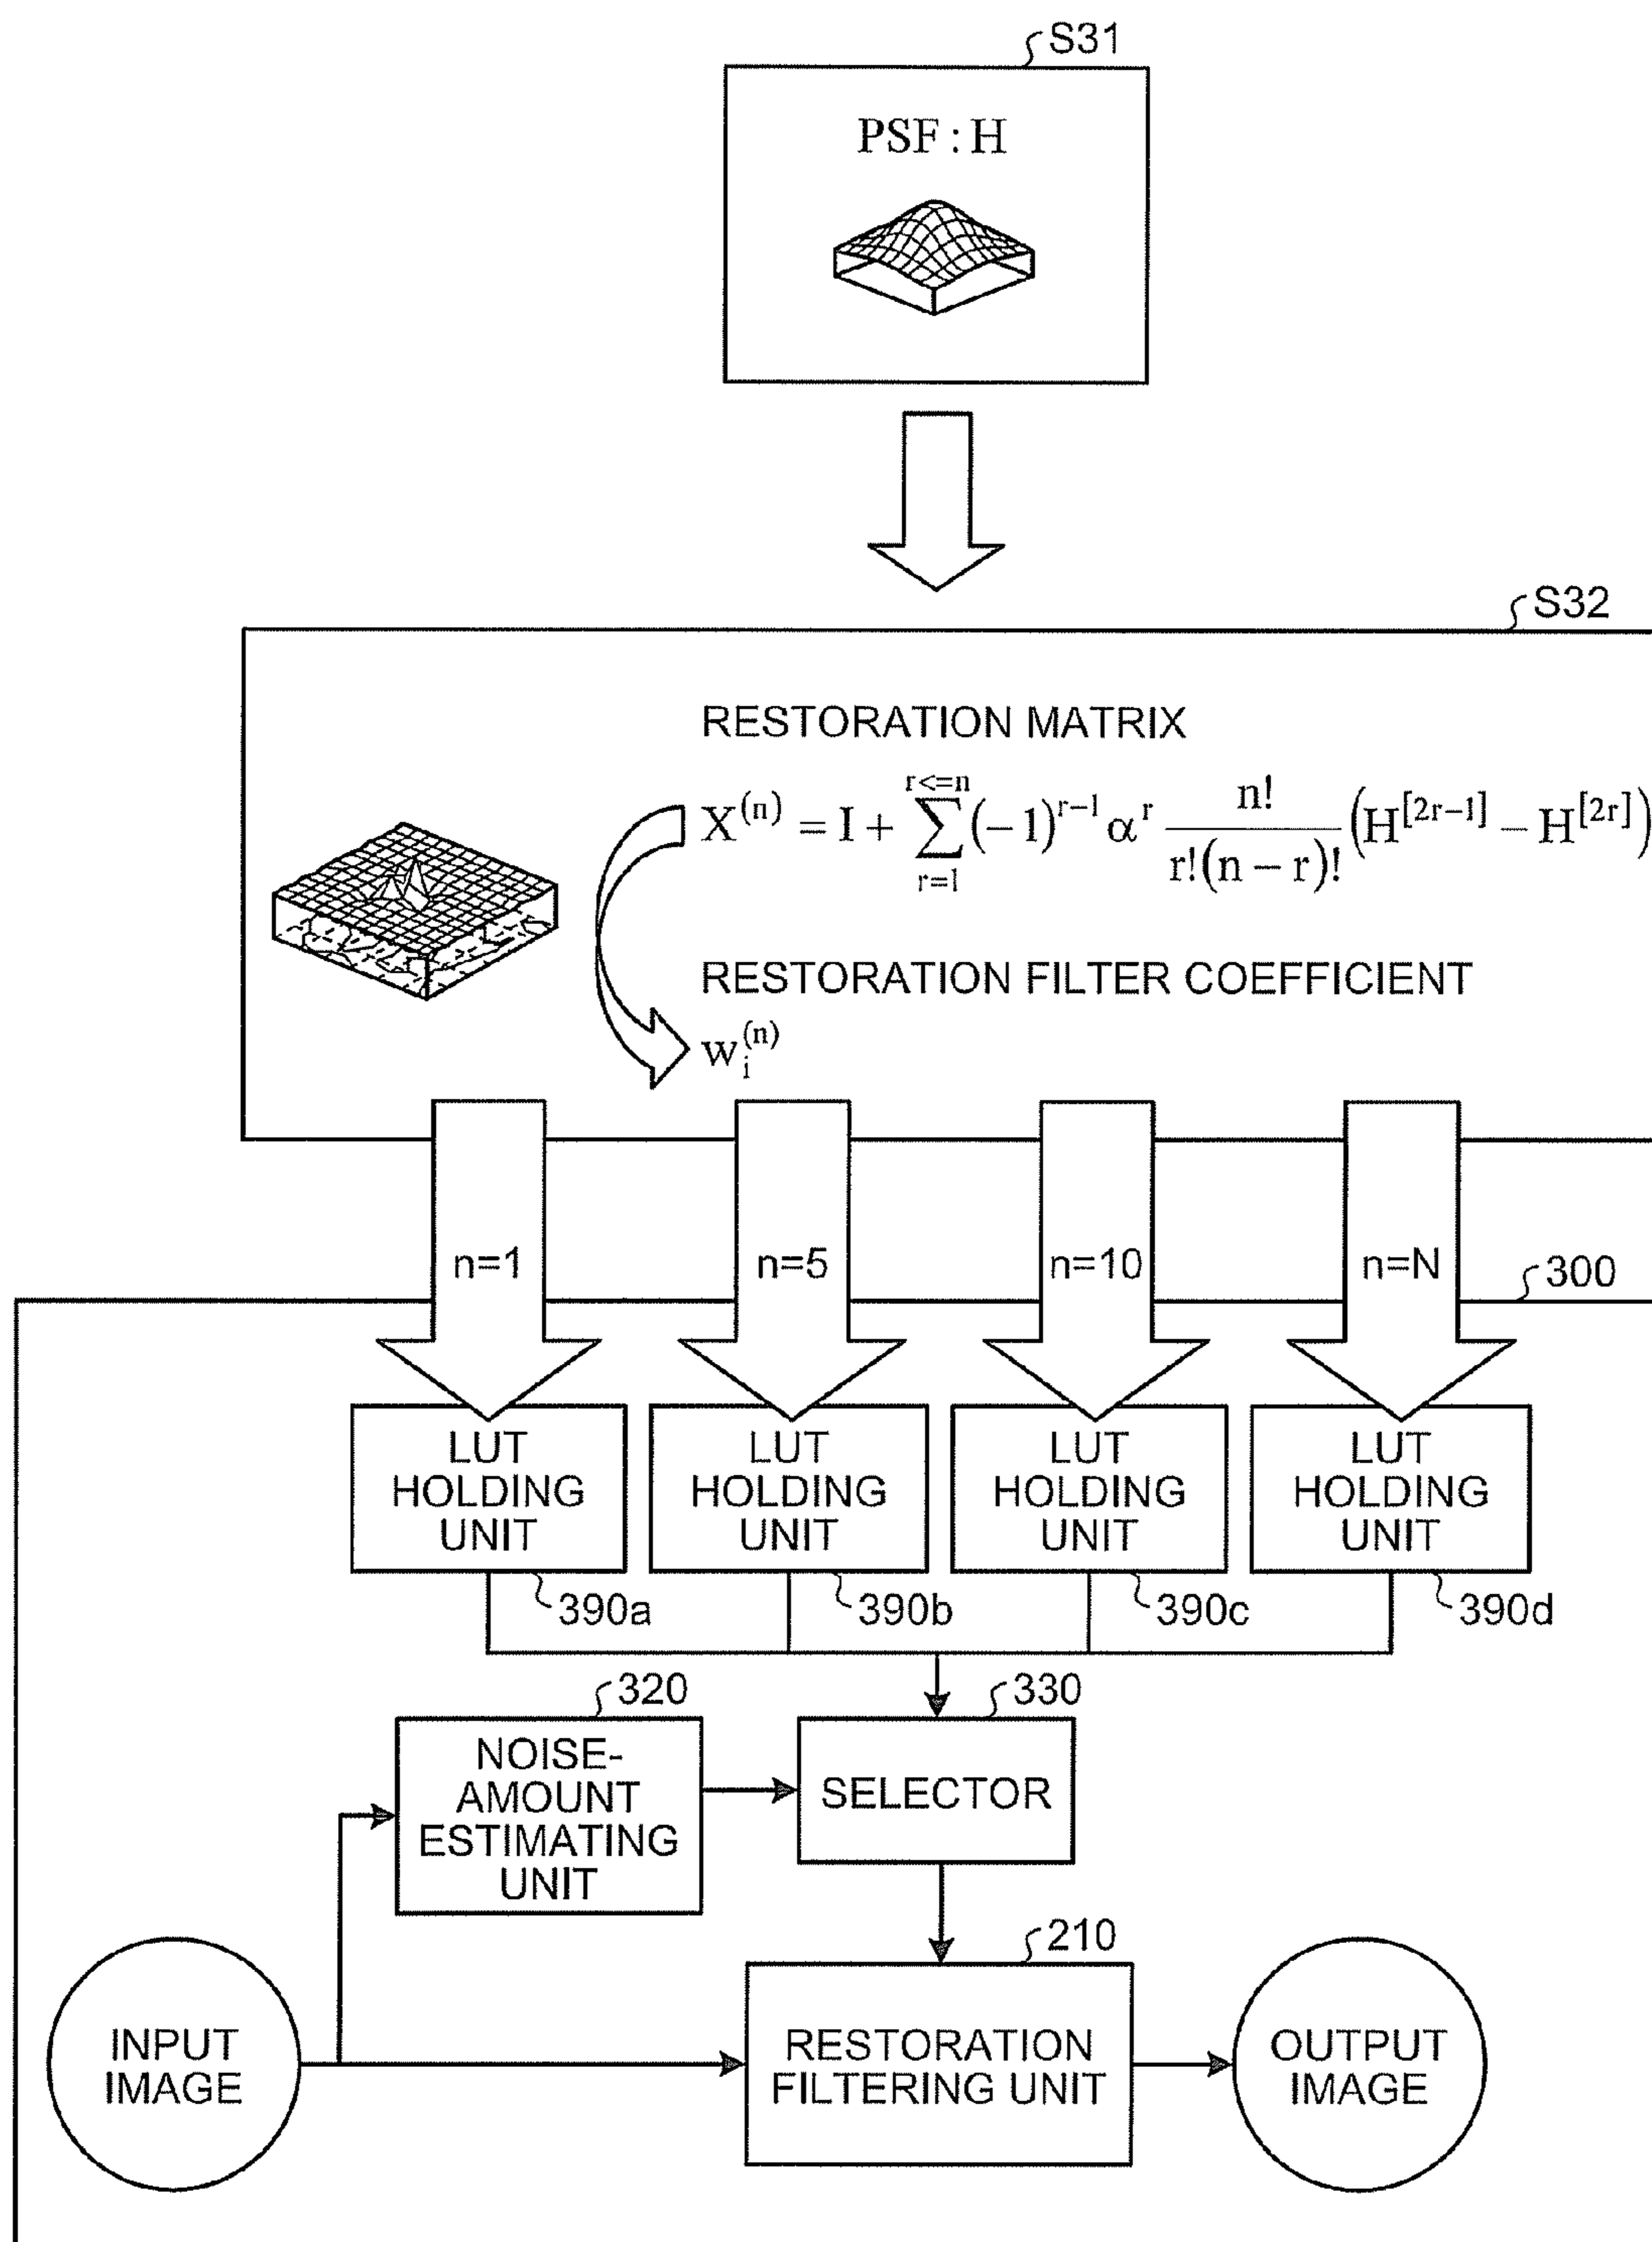 S31
PSF : H
S32
RESTORATION MATRIX
X^(n) = I + ∑_{r=1}^{r<=n} (−1)^{r−1} α^r n!/(r!(n − r)!) (H^[2r−1] − H^[2r])
RESTORATION FILTER COEFFICIENT
w_i^(n)
n=1 n=5 n=10 n=N
300
LUT HOLDING UNIT
LUT HOLDING UNIT
LUT HOLDING UNIT
LUT HOLDING UNIT
390a 390b 390c 390d
320
330
NOISE-
AMOUNT
ESTIMATING
UNIT
SELECTOR
210
INPUT
IMAGE
RESTORATION
FILTERING UNIT
OUTPUT
IMAGE